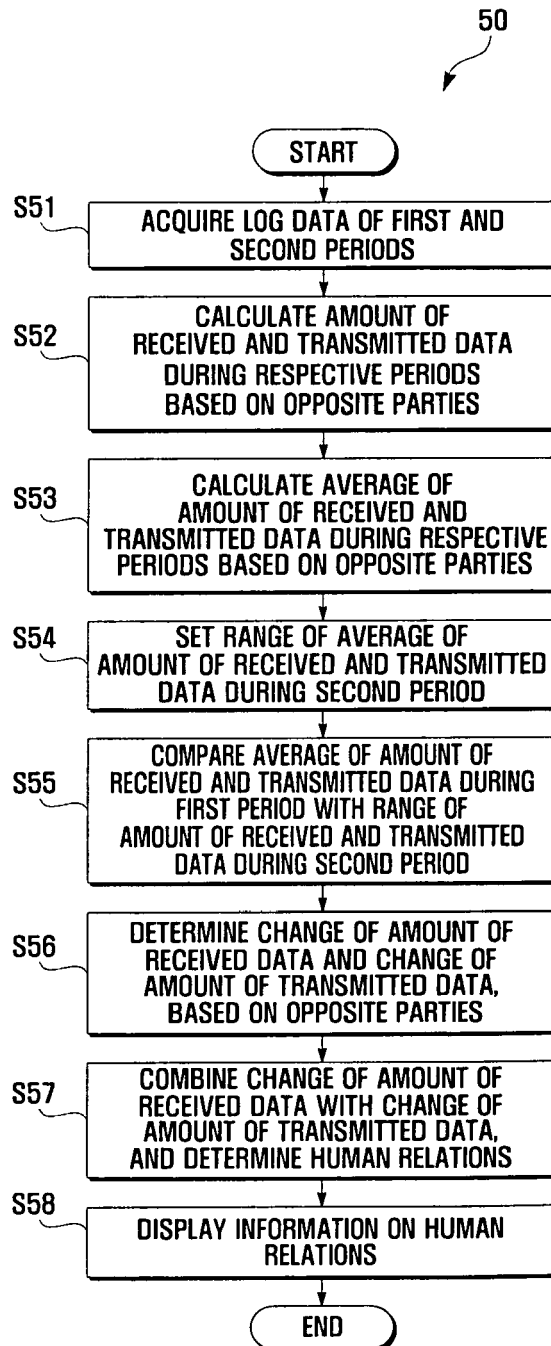 50
START
S51
ACQUIRE LOG DATA OF FIRST AND
SECOND PERIODS
S52
CALCULATE AMOUNT OF
RECEIVED AND TRANSMITTED DATA
DURING RESPECTIVE PERIODS
BASED ON OPPOSITE PARTIES
S53
CALCULATE AVERAGE OF
AMOUNT OF RECEIVED AND
TRANSMITTED DATA DURING RESPECTIVE
PERIODS BASED ON OPPOSITE PARTIES
S54
SET RANGE OF AVERAGE OF
AMOUNT OF RECEIVED AND TRANSMITTED
DATA DURING SECOND PERIOD
S55
COMPARE AVERAGE OF AMOUNT OF
RECEIVED AND TRANSMITTED DATA DURING
FIRST PERIOD WITH RANGE OF
AMOUNT OF RECEIVED AND TRANSMITTED
DATA DURING SECOND PERIOD
S56
DETERMINE CHANGE OF AMOUNT OF
RECEIVED DATA AND CHANGE OF
AMOUNT OF TRANSMITTED DATA,
BASED ON OPPOSITE PARTIES
S57
COMBINE CHANGE OF AMOUNT OF
RECEIVED DATA WITH CHANGE OF
AMOUNT OF TRANSMITTED DATA,
AND DETERMINE HUMAN RELATIONS
S58
DISPLAY INFORMATION ON HUMAN
RELATIONS
END